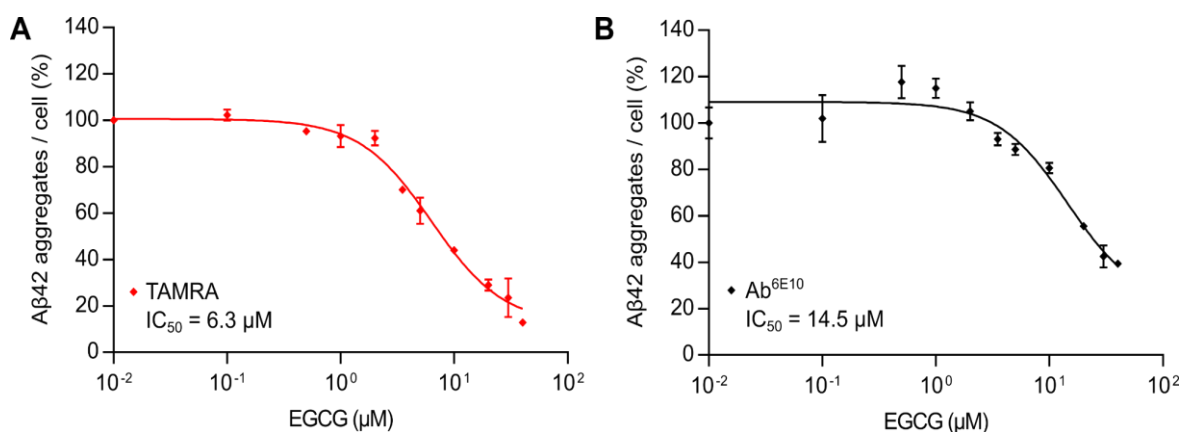 A
Aβ42 aggregates / cell (%)
140
120
100
80
60
40
20
0
TAMRA
IC₅₀ = 6.3 µM
10⁻²
10⁻¹
10⁰
10¹
10²
EGCG (µM)
B
Aβ42 aggregates / cell (%)
140
120
100
80
60
40
20
0
Ab⁶ᴱ¹⁰
IC₅₀ = 14.5 µM
10⁻²
10⁻¹
10⁰
10¹
10²
EGCG (µM)